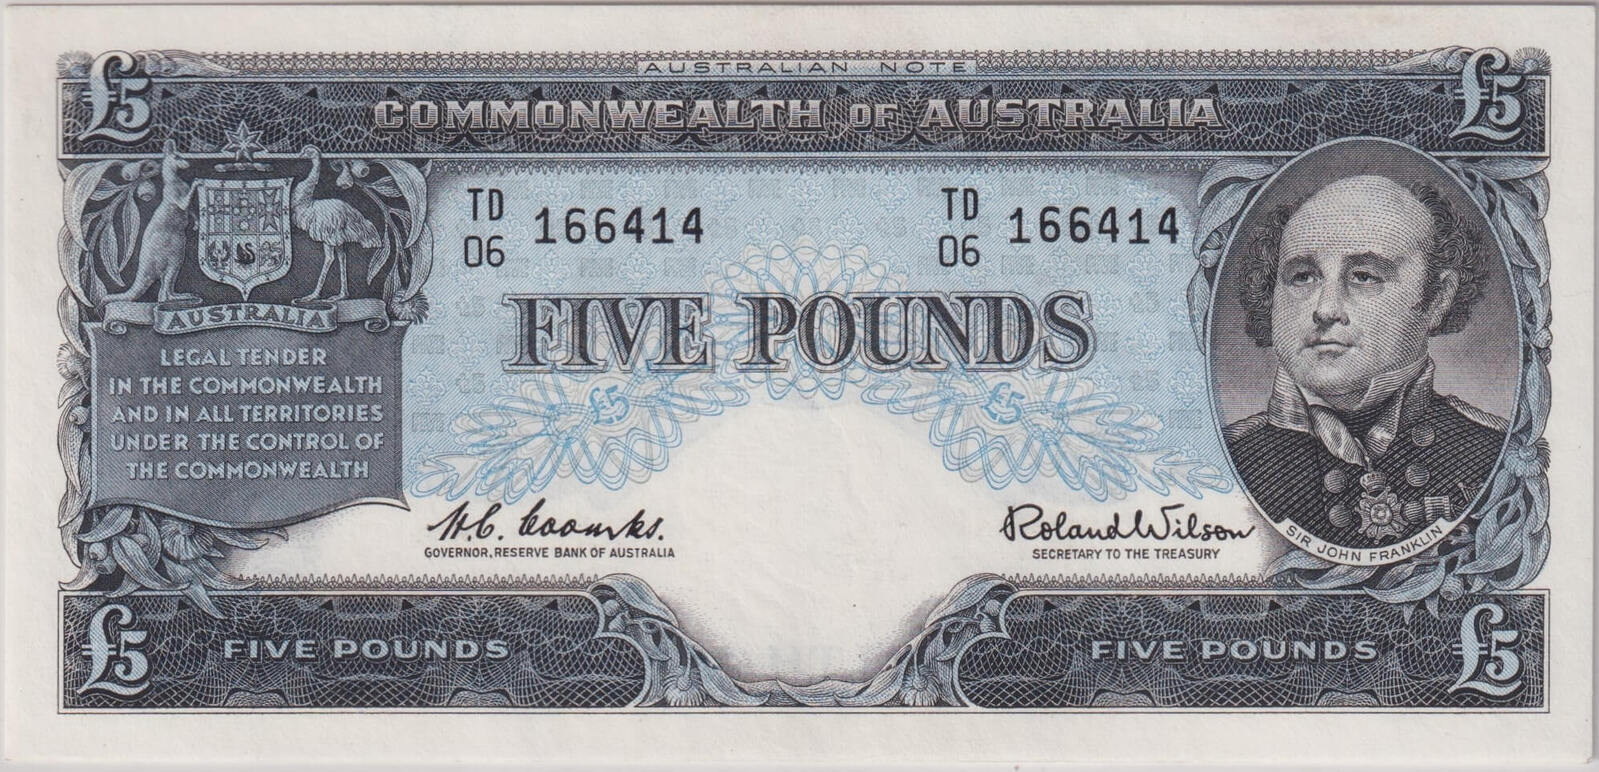 AUSTRALIAN NOTE
£5 COMMONWEALTH OF AUSTRALIA £5
TD
06 166414
TD
06 166414
FIVE POUNDS
AUSTRALIA
LEGAL TENDER
IN THE COMMONWEALTH
AND IN ALL TERRITORIES
UNDER THE CONTROL OF
THE COMMONWEALTH
£5 £5
H.C. Coombs.
GOVERNOR, RESERVE BANK OF AUSTRALIA
Roland Wilson
SECRETARY TO THE TREASURY
SIR JOHN FRANKLIN
£5 FIVE POUNDS FIVE POUNDS £5